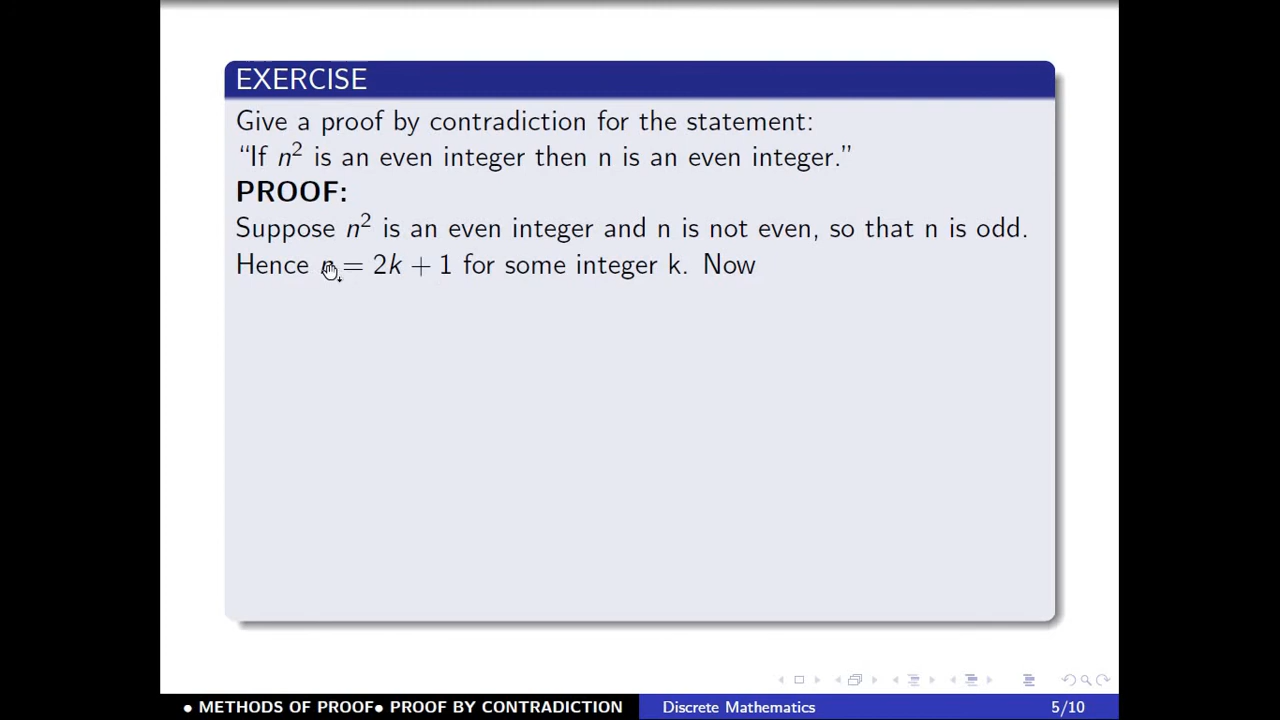 EXERCISE
Give a proof by contradiction for the statement:
“If n² is an even integer then n is an even integer.”
PROOF:
Suppose n² is an even integer and n is not even, so that n is odd.
Hence n = 2k + 1 for some integer k. Now
• METHODS OF PROOF• PROOF BY CONTRADICTION
Discrete Mathematics
5/10